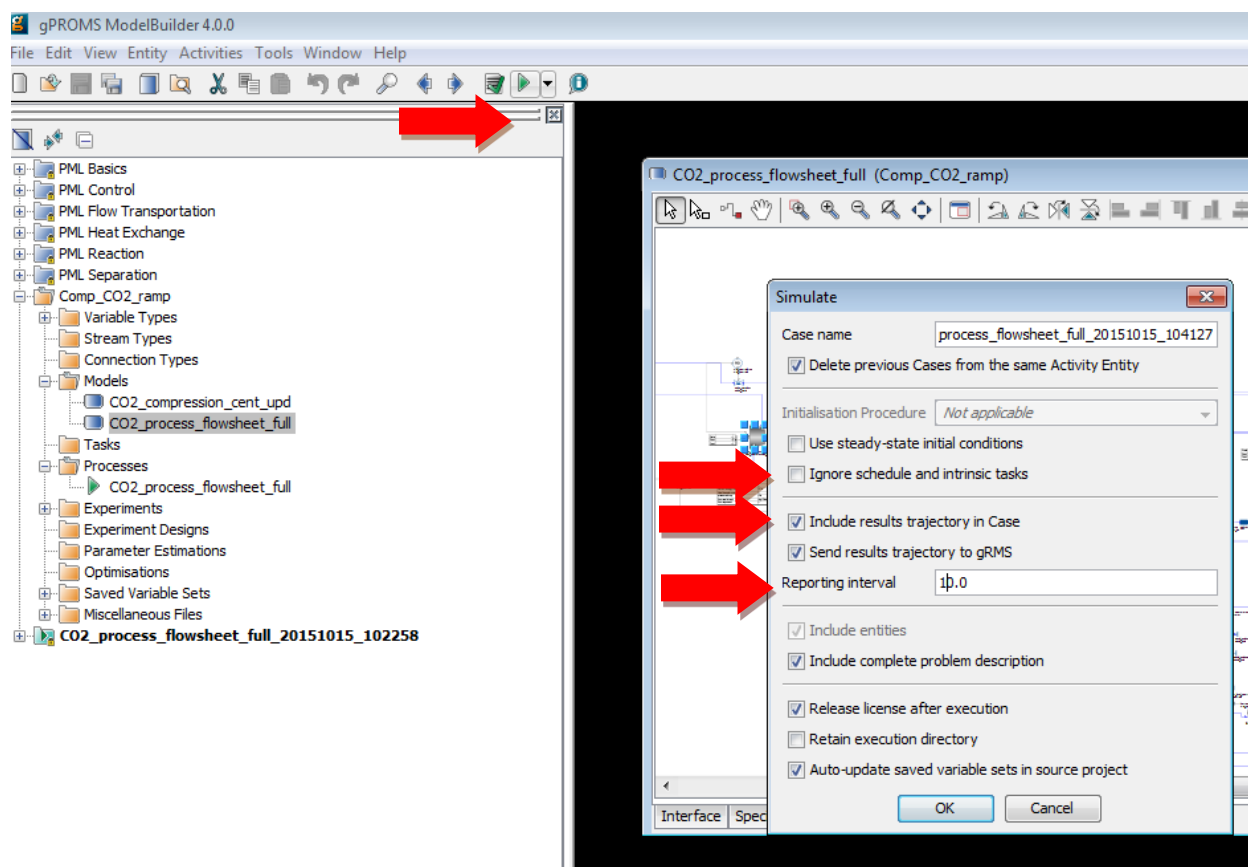 gPROMS ModelBuilder 4.0.0
File Edit View Entity Activities Tools Window Help
PML Basics
PML Control
PML Flow Transportation
PML Heat Exchange
PML Reaction
PML Separation
Comp_CO2_ramp
Variable Types
Stream Types
Connection Types
Models
CO2_compression_cent_upd
CO2_process_flowsheet_full
Tasks
Processes
CO2_process_flowsheet_full
Experiments
Experiment Designs
Parameter Estimations
Optimisations
Saved Variable Sets
Miscellaneous Files
CO2_process_flowsheet_full_20151015_102258
CO2_process_flowsheet_full (Comp_CO2_ramp)
Simulate
Case name process_flowsheet_full_20151015_104127
Delete previous Cases from the same Activity Entity
Initialisation Procedure Not applicable
Use steady-state initial conditions
Ignore schedule and intrinsic tasks
Include results trajectory in Case
Send results trajectory to gRMS
Reporting interval 10.0
Include entities
Include complete problem description
Release license after execution
Retain execution directory
Auto-update saved variable sets in source project
OK Cancel
Interface Spec